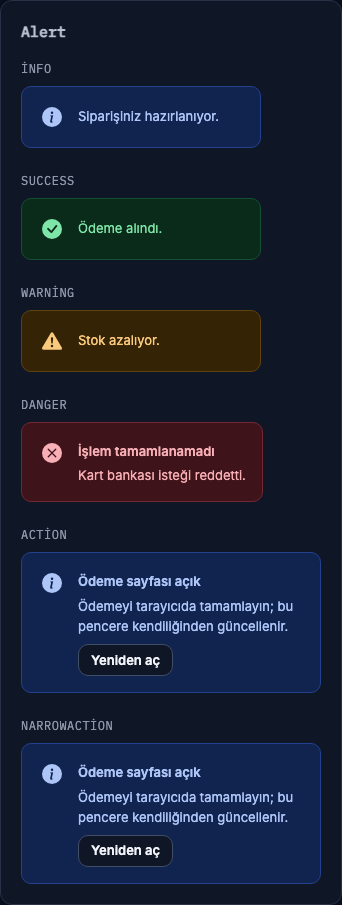 Alert
İNFO
Siparişiniz hazırlanıyor.
SUCCESS
Ödeme alındı.
WARNİNG
Stok azalıyor.
DANGER
İşlem tamamlanamadı
Kart bankası isteği reddetti.
ACTİON
Ödeme sayfası açık
Ödemeyi tarayıcıda tamamlayın; bu
pencere kendiliğinden güncellenir.
Yeniden aç
NARROWACTİON
Ödeme sayfası açık
Ödemeyi tarayıcıda tamamlayın; bu
pencere kendiliğinden güncellenir.
Yeniden aç